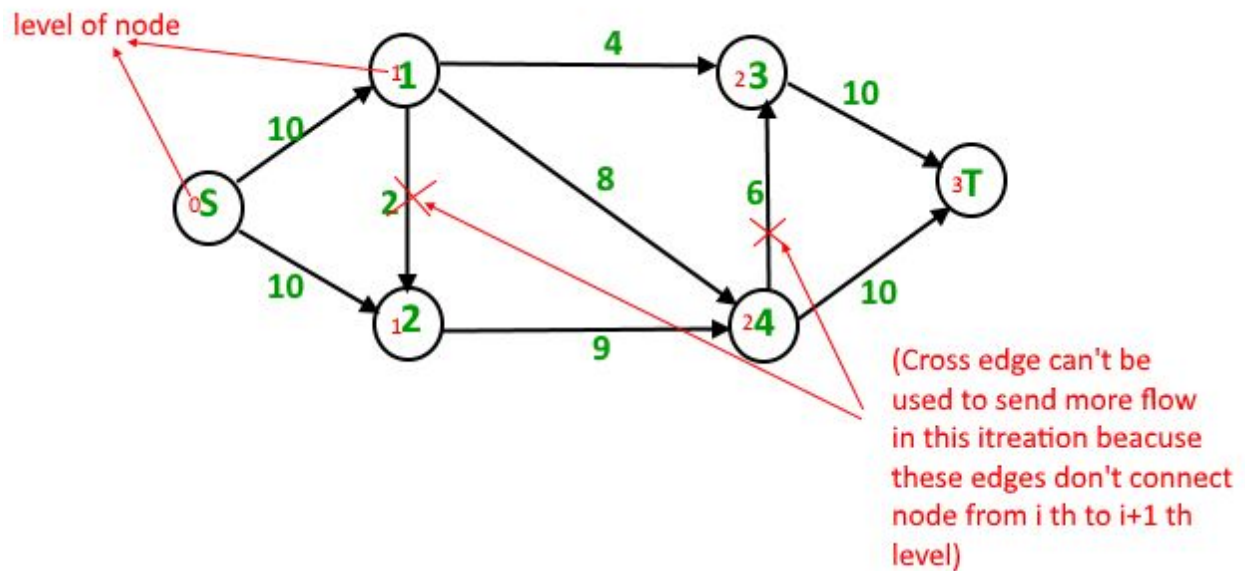 level of node
4
1 1
2 3
10
10
8
0 S
2
6
3 T
10
1 2
2 4
10
9
(Cross edge can't be
used to send more flow
in this itreation beacuse
these edges don't connect
node from i th to i+1 th
level)